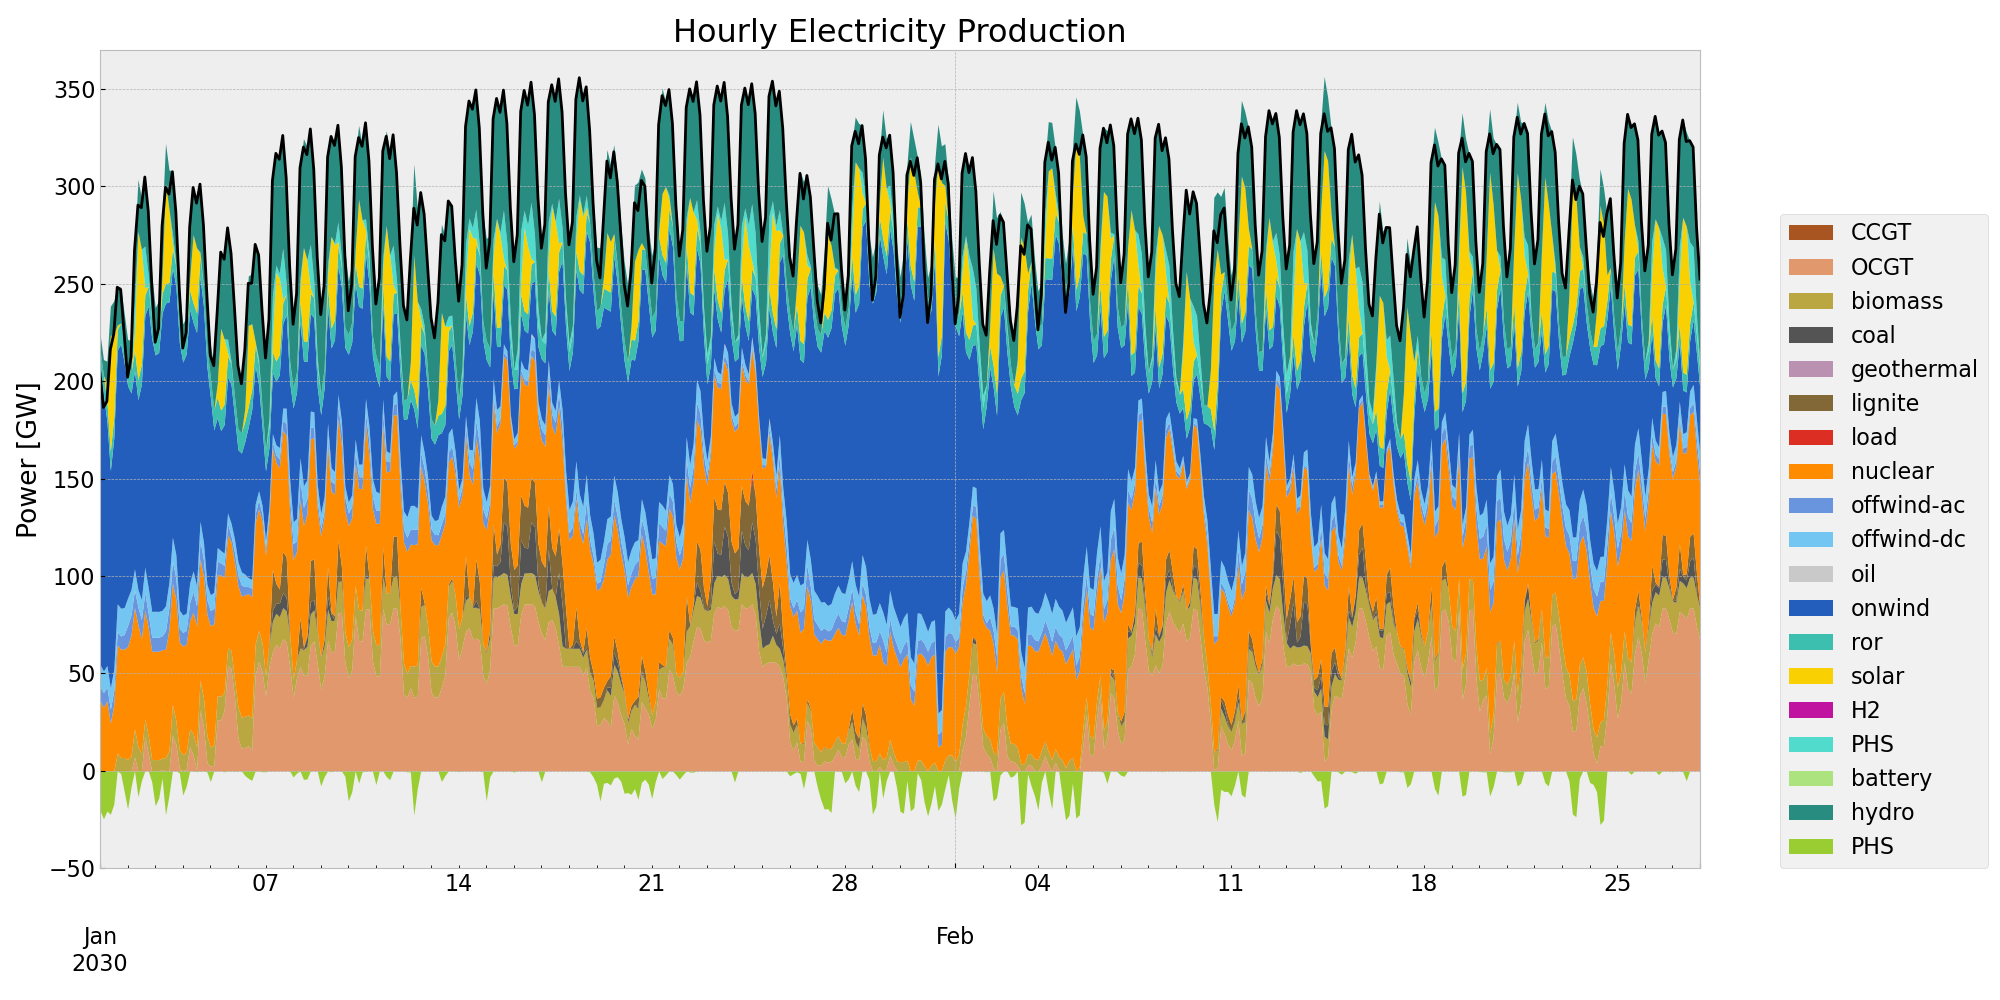 Hourly Electricity Production
Power [GW]
350
300
250
200
150
100
50
0
−50
07
14
21
28
04
11
18
25
Jan
2030
Feb
CCGT
OCGT
biomass
coal
geothermal
lignite
load
nuclear
offwind-ac
offwind-dc
oil
onwind
ror
solar
H2
PHS
battery
hydro
PHS